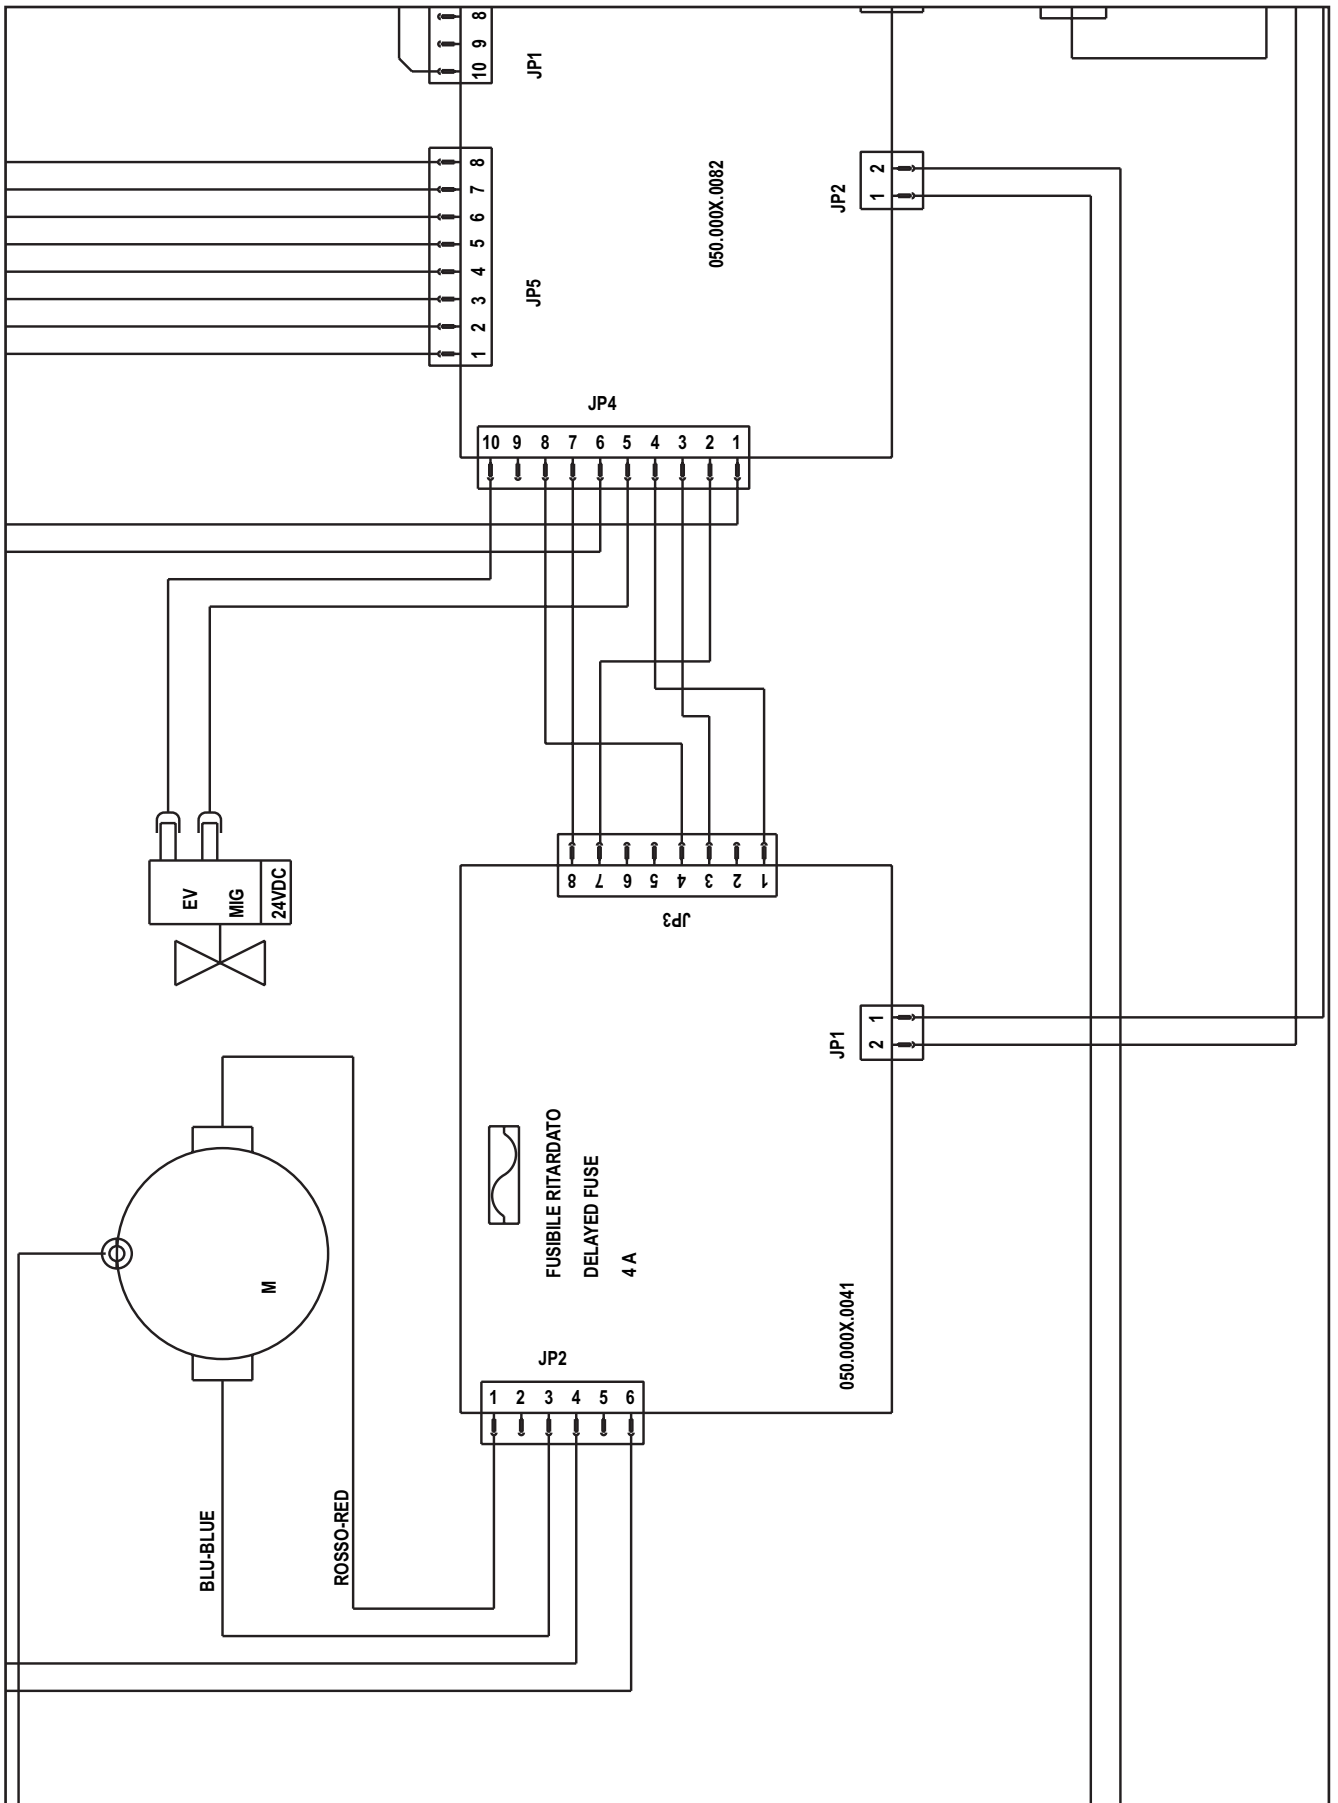 8
9
10
JP1
8
7
6
5
4
3
2
1
JP5
050.000X.0082
2
1
JP2
JP4
10 9 8 7 6 5 4 3 2 1
EV
MIG
24VDC
8 7 6 5 4 3 2 1
JP3
1
2
JP1
FUSIBILE RITARDATO
DELAYED FUSE
4 A
050.000X.0041
M
JP2
1 2 3 4 5 6
BLU-BLUE
ROSSO-RED